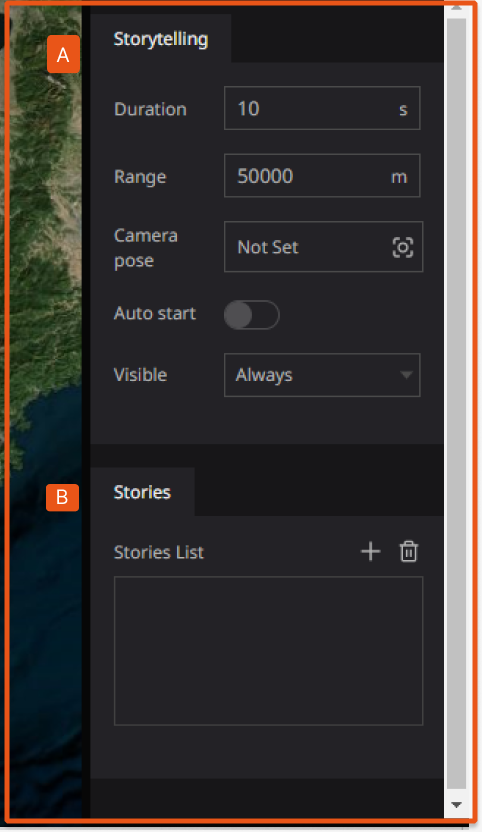 A
Storytelling
Duration 10 s
Range 50000 m
Camera
pose
Not Set
Auto start
Visible Always
B
Stories
Stories List